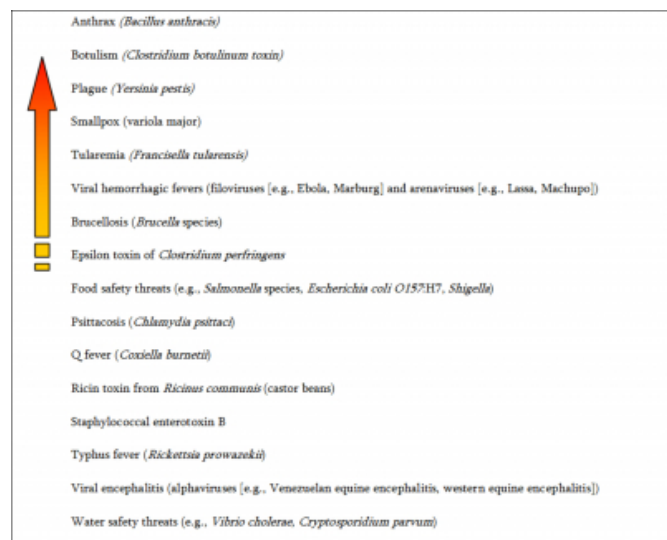 Anthrax (Bacillus anthracis)
Botulism (Clostridium botulinum toxin)
Plague (Yersinia pestis)
Smallpox (variola major)
Tularemia (Francisella tularensis)
Viral hemorrhagic fevers (filoviruses [e.g., Ebola, Marburg] and arenaviruses [e.g., Lassa, Machupo])
Brucellosis (Brucella species)
Epsilon toxin of Clostridium perfringens
Food safety threats (e.g., Salmonella species, Escherichia coli O157:H7, Shigella)
Psittacosis (Chlamydia psittaci)
Q fever (Coxiella burnetii)
Ricin toxin from Ricinus communis (castor beans)
Staphylococcal enterotoxin B
Typhus fever (Rickettsia prowazekii)
Viral encephalitis (alphaviruses [e.g., Venezuelan equine encephalitis, western equine encephalitis])
Water safety threats (e.g., Vibrio cholerae, Cryptosporidium parvum)